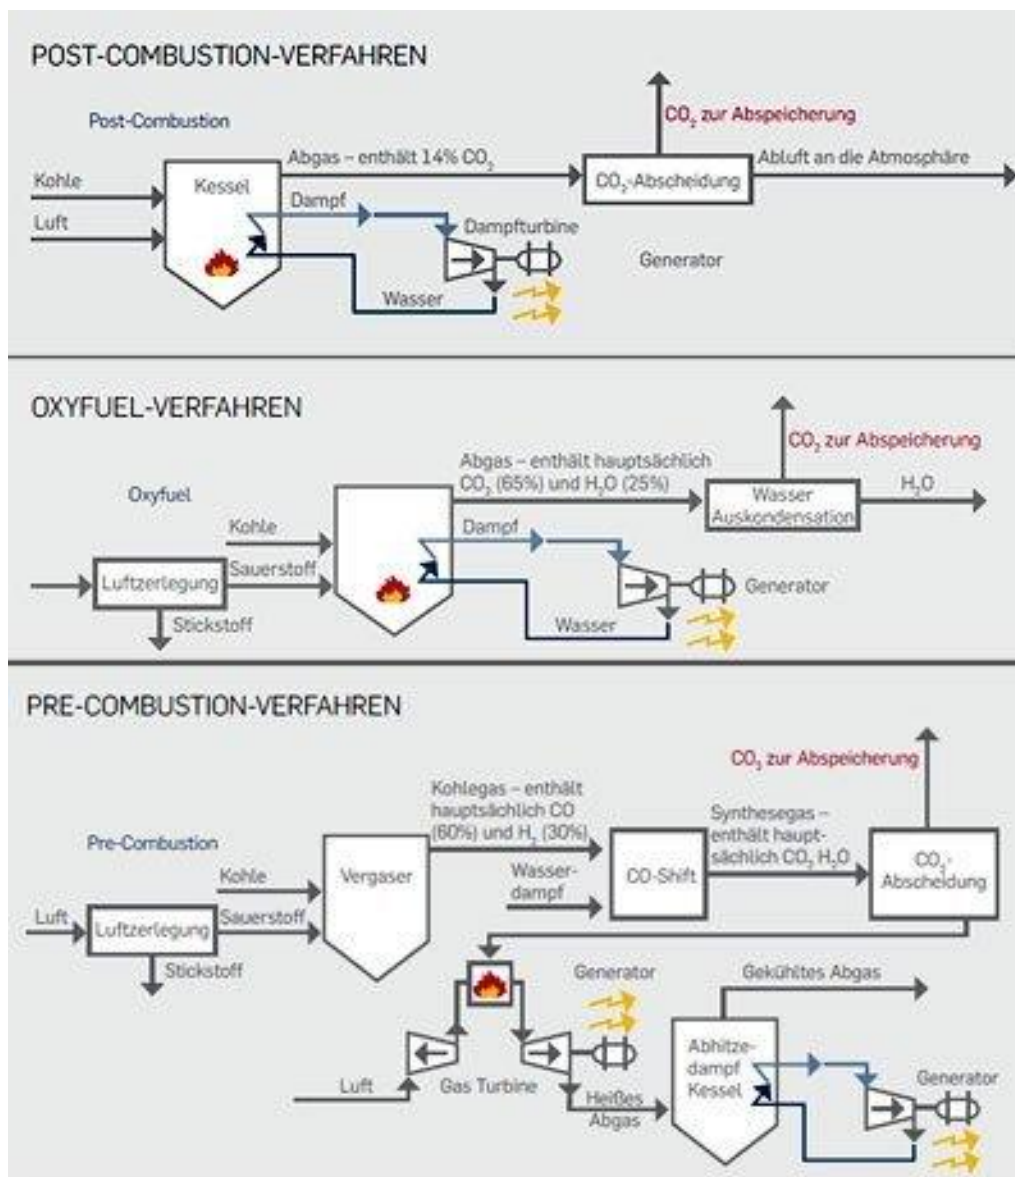 POST-COMBUSTION-VERFAHREN
Post-Combustion
CO₂ zur Abspeicherung
Abgas – enthält 14% CO₂
Abluft an die Atmosphäre
Kohle
Kessel
CO₂-Abscheidung
Dampf
Luft
Dampfturbine
Generator
Wasser
OXYFUEL-VERFAHREN
CO₂ zur Abspeicherung
Abgas – enthält hauptsächlich
CO₂ (65%) und H₂O (25%)
Oxyfuel
Wasser
Auskondensation
H₂O
Kohle
Dampf
Luftzerlegung
Sauerstoff
Generator
Stickstoff
Wasser
PRE-COMBUSTION-VERFAHREN
CO₂ zur Abspeicherung
Kohlegas – enthält
hauptsächlich CO
(60%) und H₂ (30%)
Synthesegas –
enthält haupt-
sächlich CO₂ H₂O
Pre-Combustion
Kohle
Vergaser
Wasser-
dampf
CO-Shift
CO₂-
Abscheidung
Luft
Luftzerlegung
Sauerstoff
Stickstoff
Generator
Gekühltes Abgas
Abhitze-
dampf
Kessel
Luft
Gas Turbine
Heißes
Abgas
Generator